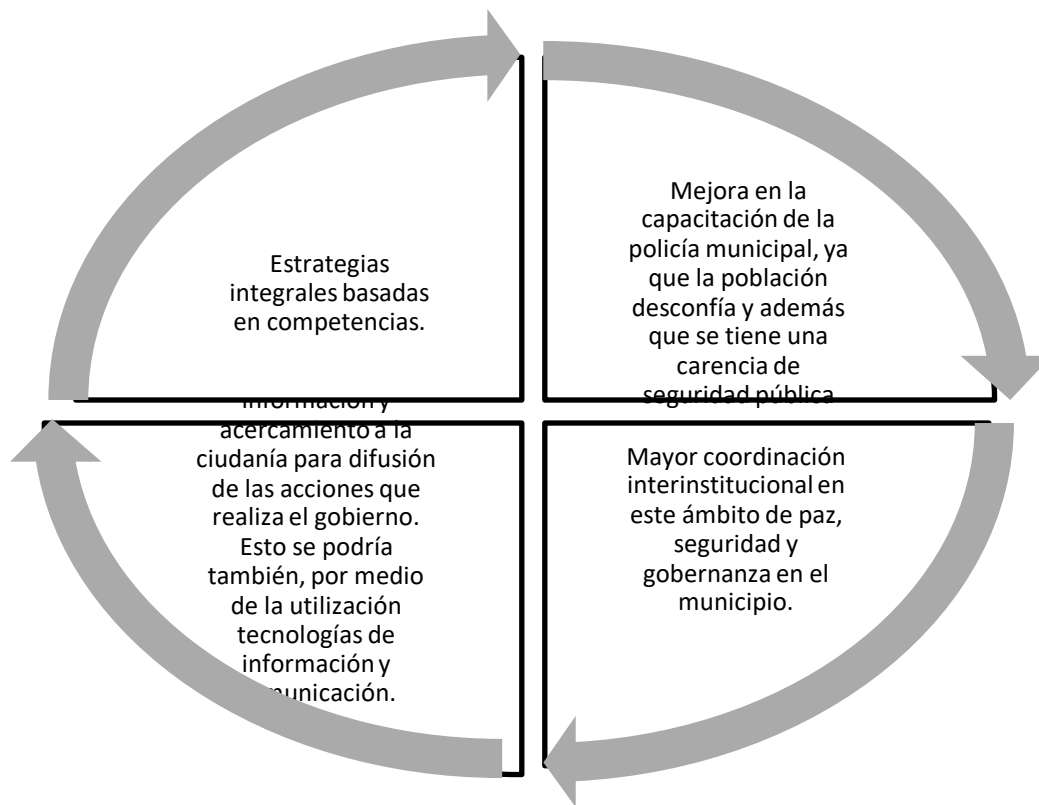 Estrategias
integrales basadas
en competencias.
Mejora en la
capacitación de la
policía municipal, ya
que la población
desconfía y además
que se tiene una
carencia de
seguridad pública
información y
acercamiento a la
ciudanía para difusión
de las acciones que
realiza el gobierno.
Esto se podría
también, por medio
de la utilización
tecnologías de
información y
Mayor coordinación
interinstitucional en
este ámbito de paz,
seguridad y
gobernanza en el
municipio.